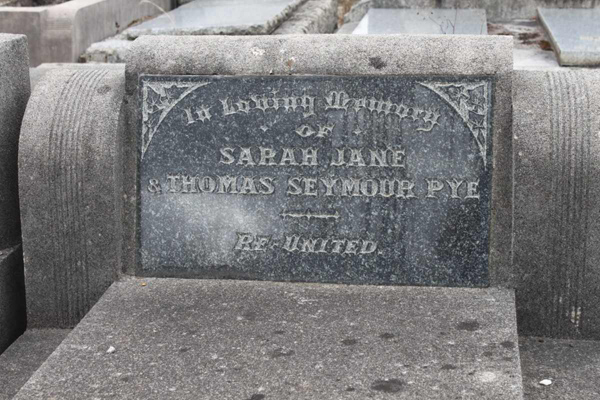 In Loving Memory
OF
SARAH JANE
& THOMAS SEYMOUR PYE
RE-UNITED.